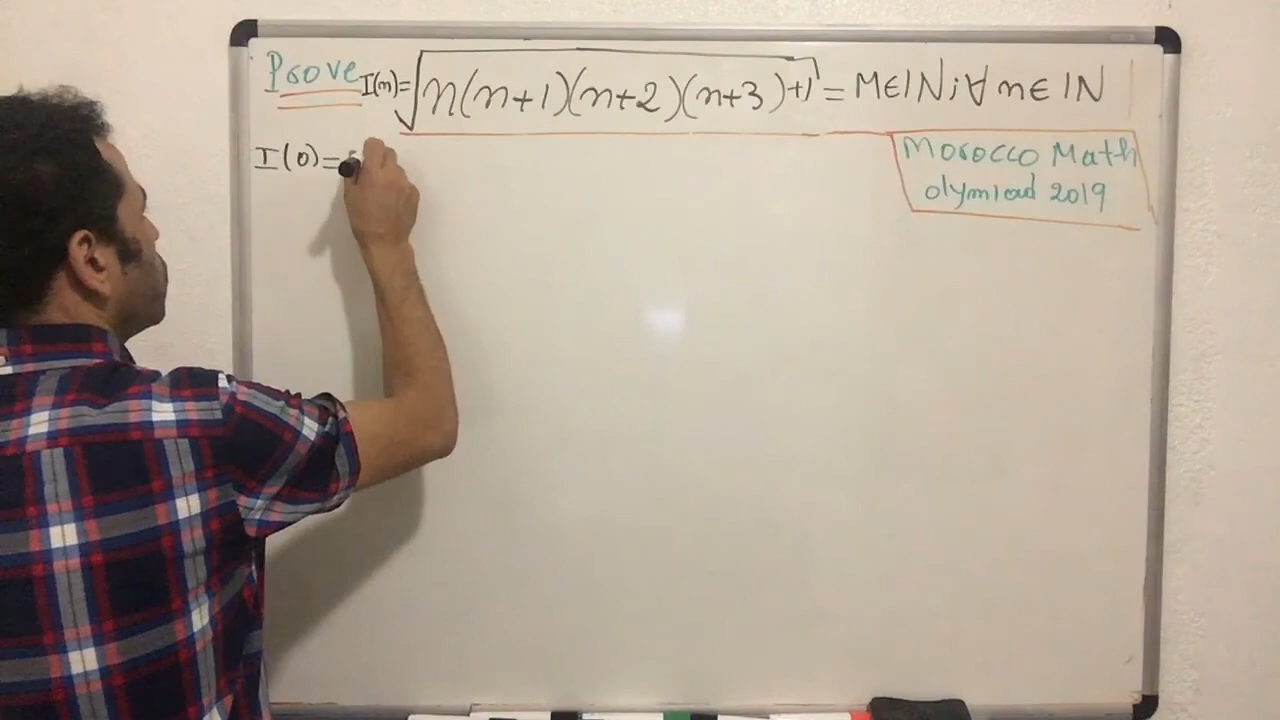 Prove I(n)=√n(n+1)(n+2)(n+3)+1 = M∈IN; ∀ n∈ IN
Morocco Math
olympiad 2019
I(0)=